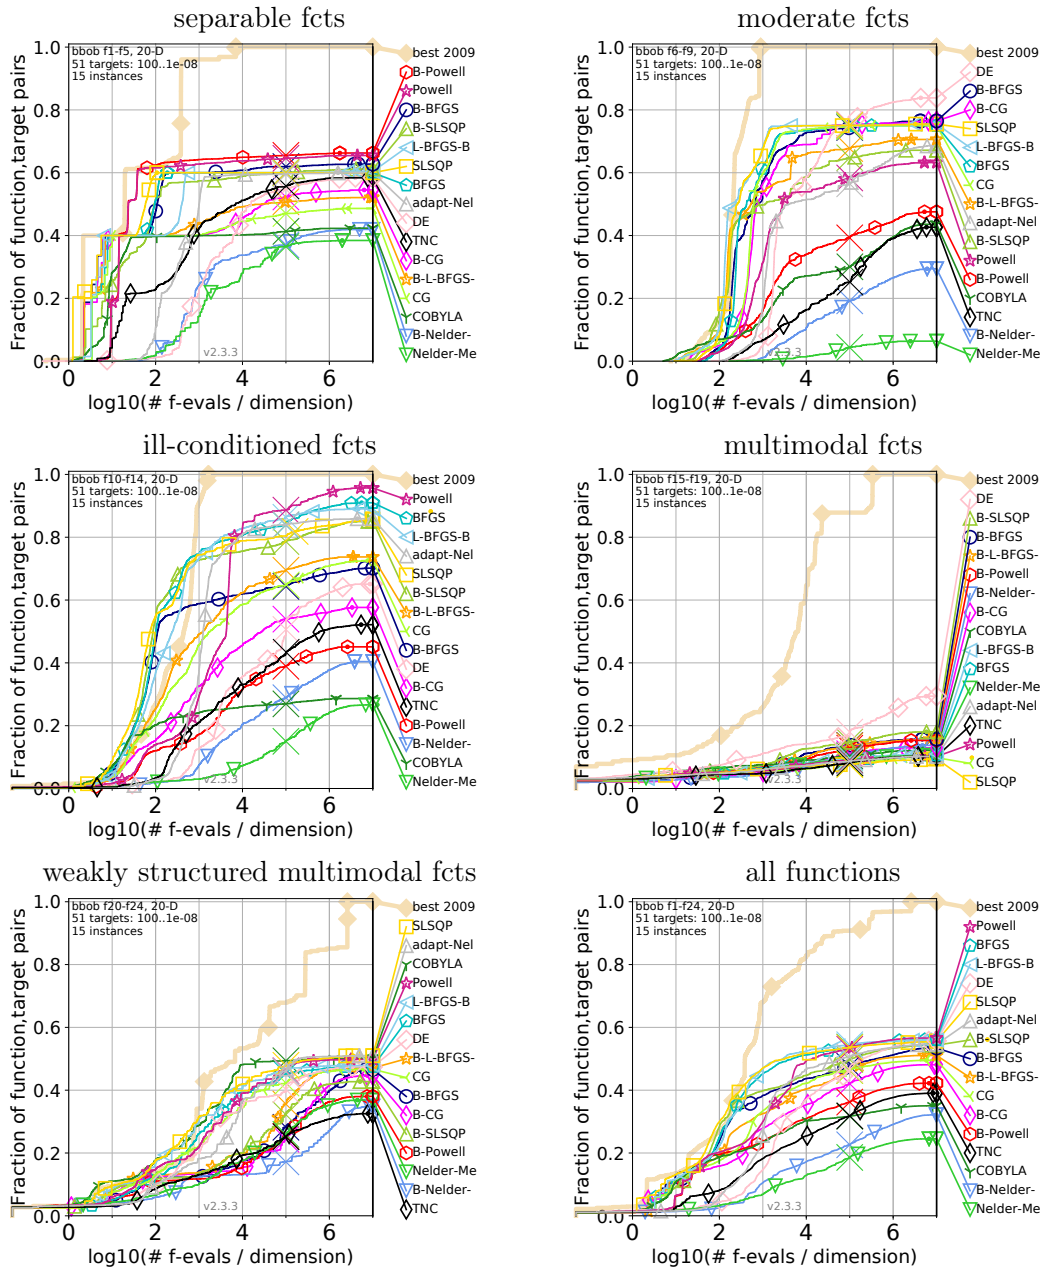 separable fcts
Fraction of function,target pairs
1.0
0.8
0.6
0.4
0.2
0.0
bbob f1-f5, 20-D
51 targets: 100..1e-08
15 instances
v2.3.3
0 2 4 6
log10(# f-evals / dimension)
best 2009
B-Powell
Powell
B-BFGS
B-SLSQP
L-BFGS-B
SLSQP
BFGS
adapt-Nel
DE
TNC
B-CG
B-L-BFGS-
CG
COBYLA
B-Nelder-
Nelder-Me
moderate fcts
Fraction of function,target pairs
1.0
0.8
0.6
0.4
0.2
0.0
bbob f6-f9, 20-D
51 targets: 100..1e-08
15 instances
v2.3.3
0 2 4 6
log10(# f-evals / dimension)
best 2009
DE
B-BFGS
B-CG
SLSQP
L-BFGS-B
BFGS
CG
B-L-BFGS-
adapt-Nel
B-SLSQP
Powell
B-Powell
COBYLA
TNC
B-Nelder-
Nelder-Me
ill-conditioned fcts
Fraction of function,target pairs
1.0
0.8
0.6
0.4
0.2
0.0
bbob f10-f14, 20-D
51 targets: 100..1e-08
15 instances
v2.3.3
0 2 4 6
log10(# f-evals / dimension)
best 2009
Powell
BFGS
L-BFGS-B
adapt-Nel
SLSQP
B-SLSQP
B-L-BFGS-
CG
B-BFGS
DE
B-CG
TNC
B-Powell
B-Nelder-
COBYLA
Nelder-Me
multimodal fcts
Fraction of function,target pairs
1.0
0.8
0.6
0.4
0.2
0.0
bbob f15-f19, 20-D
51 targets: 100..1e-08
15 instances
v2.3.3
0 2 4 6
log10(# f-evals / dimension)
best 2009
DE
B-SLSQP
B-BFGS
B-L-BFGS-
B-Powell
B-Nelder-
B-CG
COBYLA
L-BFGS-B
BFGS
Nelder-Me
adapt-Nel
TNC
Powell
CG
SLSQP
weakly structured multimodal fcts
Fraction of function,target pairs
1.0
0.8
0.6
0.4
0.2
0.0
bbob f20-f24, 20-D
51 targets: 100..1e-08
15 instances
v2.3.3
0 2 4 6
log10(# f-evals / dimension)
best 2009
SLSQP
adapt-Nel
COBYLA
Powell
L-BFGS-B
BFGS
DE
B-L-BFGS-
CG
B-BFGS
B-CG
B-SLSQP
B-Powell
Nelder-Me
B-Nelder-
TNC
all functions
Fraction of function,target pairs
1.0
0.8
0.6
0.4
0.2
0.0
bbob f1-f24, 20-D
51 targets: 100..1e-08
15 instances
v2.3.3
0 2 4 6
log10(# f-evals / dimension)
best 2009
Powell
BFGS
L-BFGS-B
DE
SLSQP
adapt-Nel
B-SLSQP
B-BFGS
B-L-BFGS-
CG
B-CG
B-Powell
TNC
COBYLA
B-Nelder-
Nelder-Me